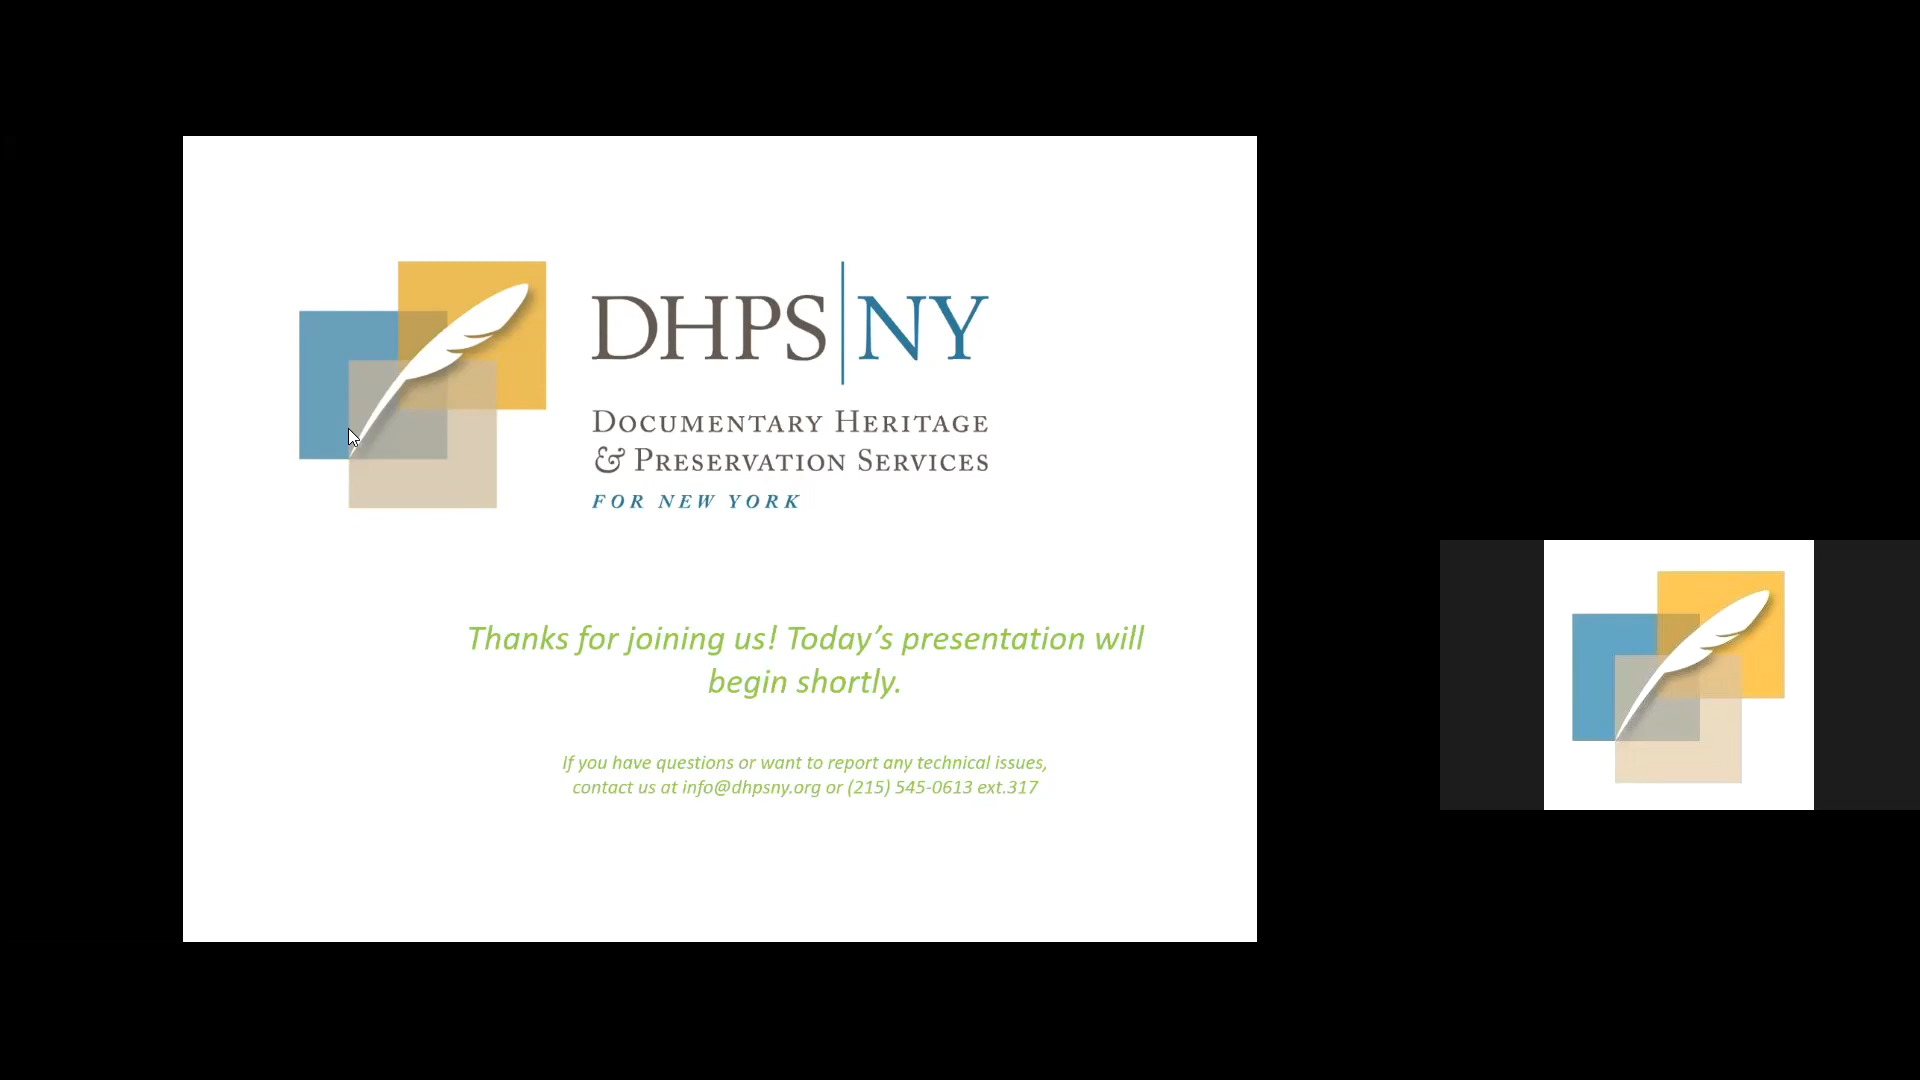 DHPS|NY
DOCUMENTARY HERITAGE
& PRESERVATION SERVICES
FOR NEW YORK
Thanks for joining us! Today’s presentation will
begin shortly.
If you have questions or want to report any technical issues,
contact us at info@dhpsny.org or (215) 545-0613 ext.317